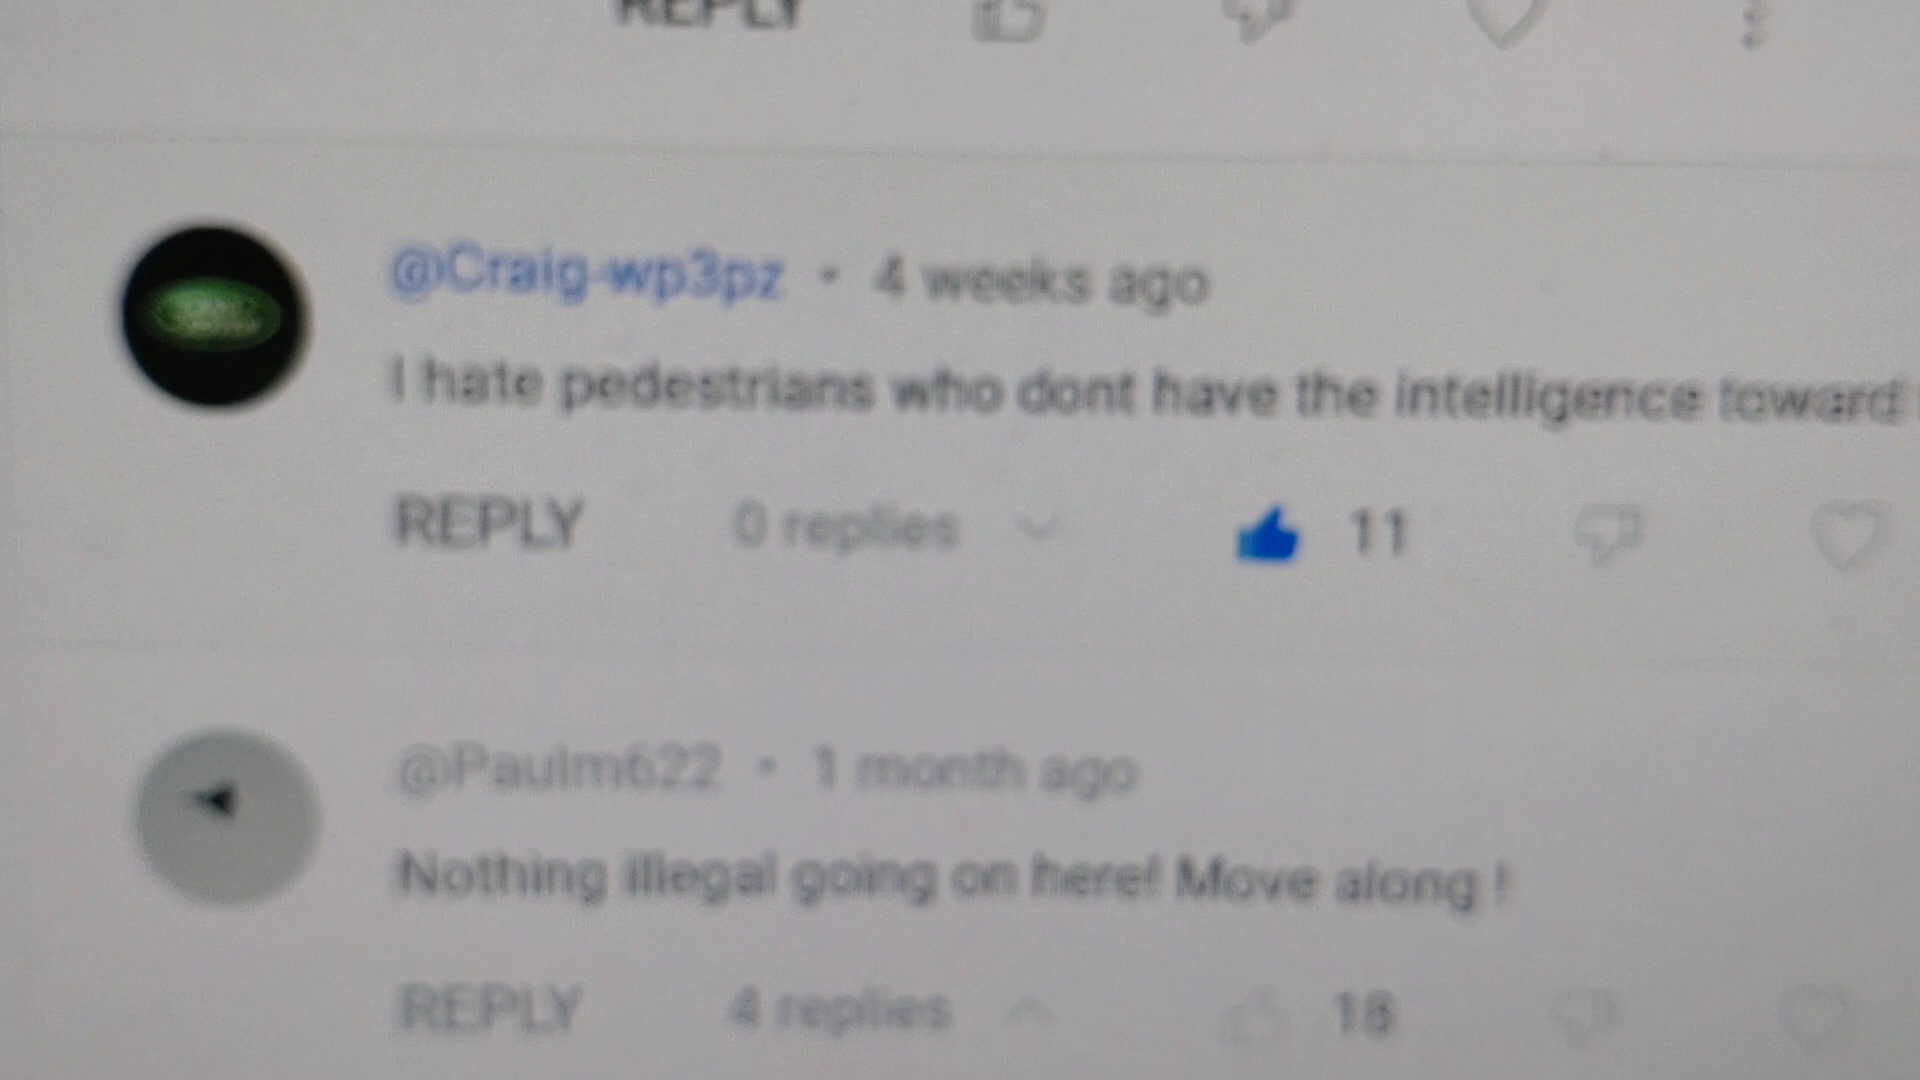 REPLY
@Craig-wp3pz • 4 weeks ago
I hate pedestrians who dont have the intelligence toward
REPLY 0 replies 11
@Paulm622 • 1 month ago
Nothing illegal going on here! Move along !
REPLY 4 replies 18